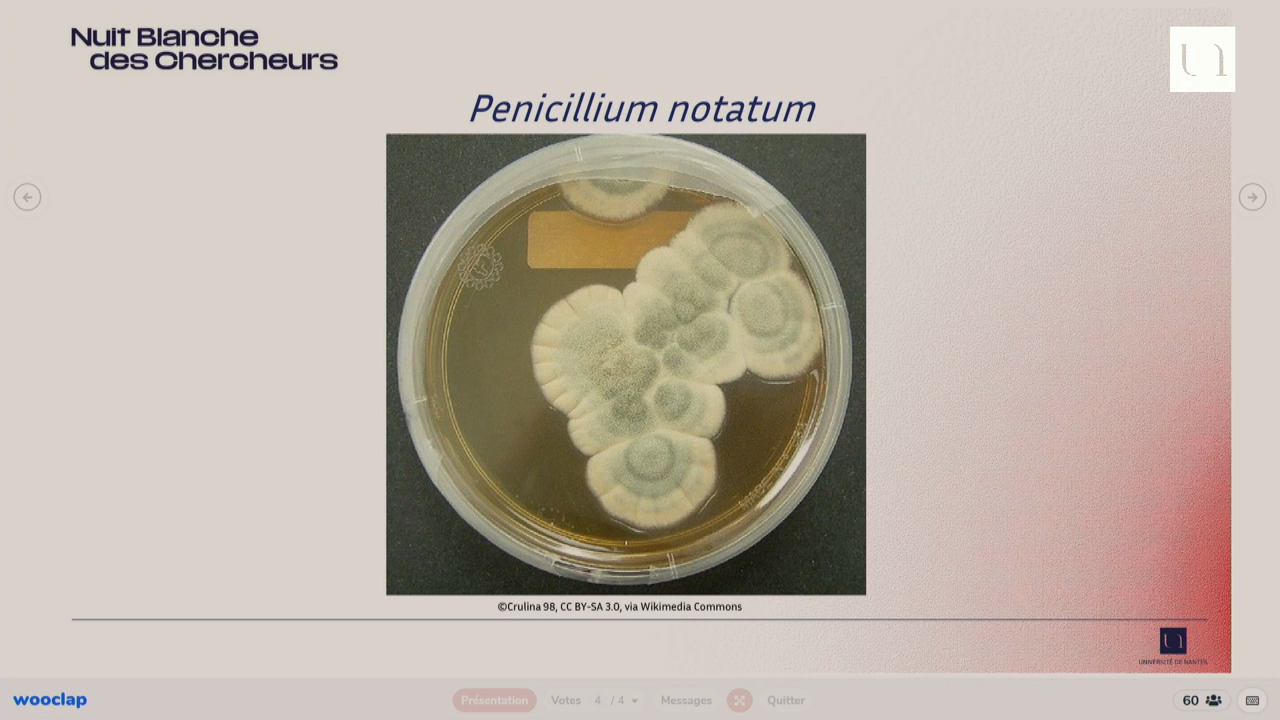 Nuit Blanche
des Chercheurs
Penicillium notatum
©Crulina 98, CC BY-SA 3.0, via Wikimedia Commons
UNIVERSITÉ DE NANTES
wooclap
Présentation Votes 4 / 4 Messages Quitter
60